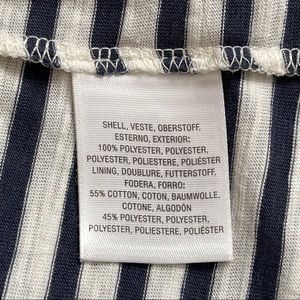 SHELL, VESTE, OBERSTOFF,
ESTERNO, EXTERIOR:
100% POLYESTER, POLYESTER,
POLYESTER, POLIESTERE, POLIÉSTER
LINING, DOUBLURE, FUTTERSTOFF,
FODERA, FORRO:
55% COTTON, COTON, BAUMWOLLE,
COTONE, ALGODÓN
45% POLYESTER, POLYESTER,
POLYESTER, POLIESTERE, POLIÉSTER